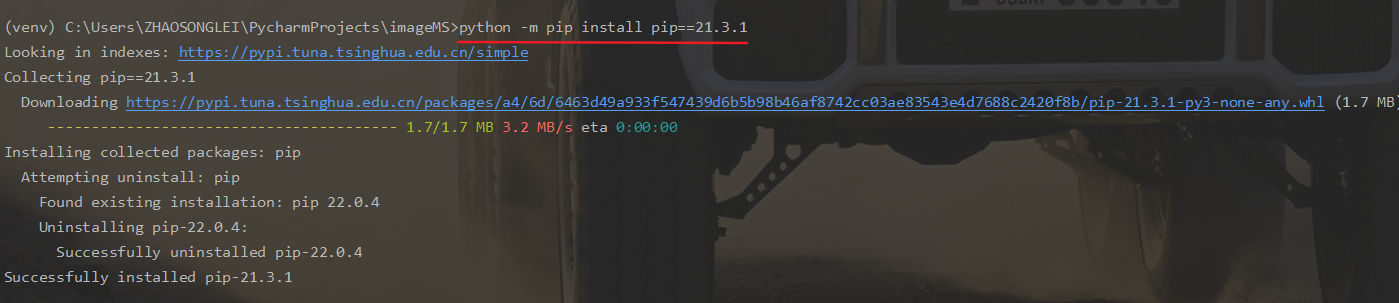 (venv) C:\Users\ZHAOSONGLEI\PycharmProjects\imageMS>python -m pip install pip==21.3.1
Looking in indexes: https://pypi.tuna.tsinghua.edu.cn/simple
Collecting pip==21.3.1
  Downloading https://pypi.tuna.tsinghua.edu.cn/packages/a4/6d/6463d49a933f547439d6b5b98b46af8742cc03ae83543e4d7688c2420f8b/pip-21.3.1-py3-none-any.whl (1.7 MB)
     ---------------------------------------- 1.7/1.7 MB 3.2 MB/s eta 0:00:00
Installing collected packages: pip
  Attempting uninstall: pip
    Found existing installation: pip 22.0.4
    Uninstalling pip-22.0.4:
      Successfully uninstalled pip-22.0.4
Successfully installed pip-21.3.1